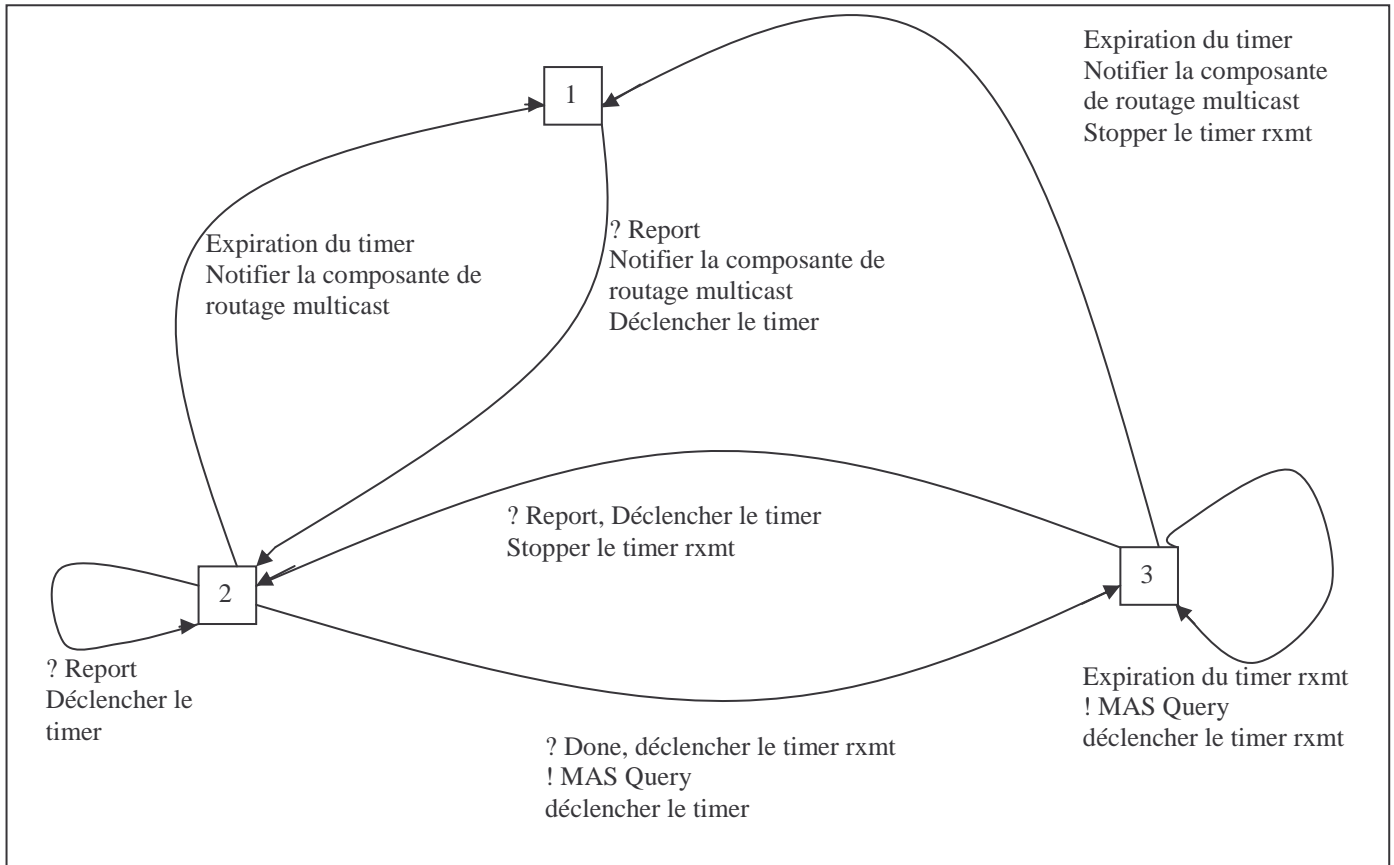 Expiration du timer
Notifier la composante
de routage multicast
Stopper le timer rxmt
1
Expiration du timer
Notifier la composante de
routage multicast
? Report
Notifier la composante de
routage multicast
Déclencher le timer
? Report, Déclencher le timer
Stopper le timer rxmt
2
3
? Report
Déclencher le
timer
Expiration du timer rxmt
! MAS Query
déclencher le timer rxmt
? Done, déclencher le timer rxmt
! MAS Query
déclencher le timer